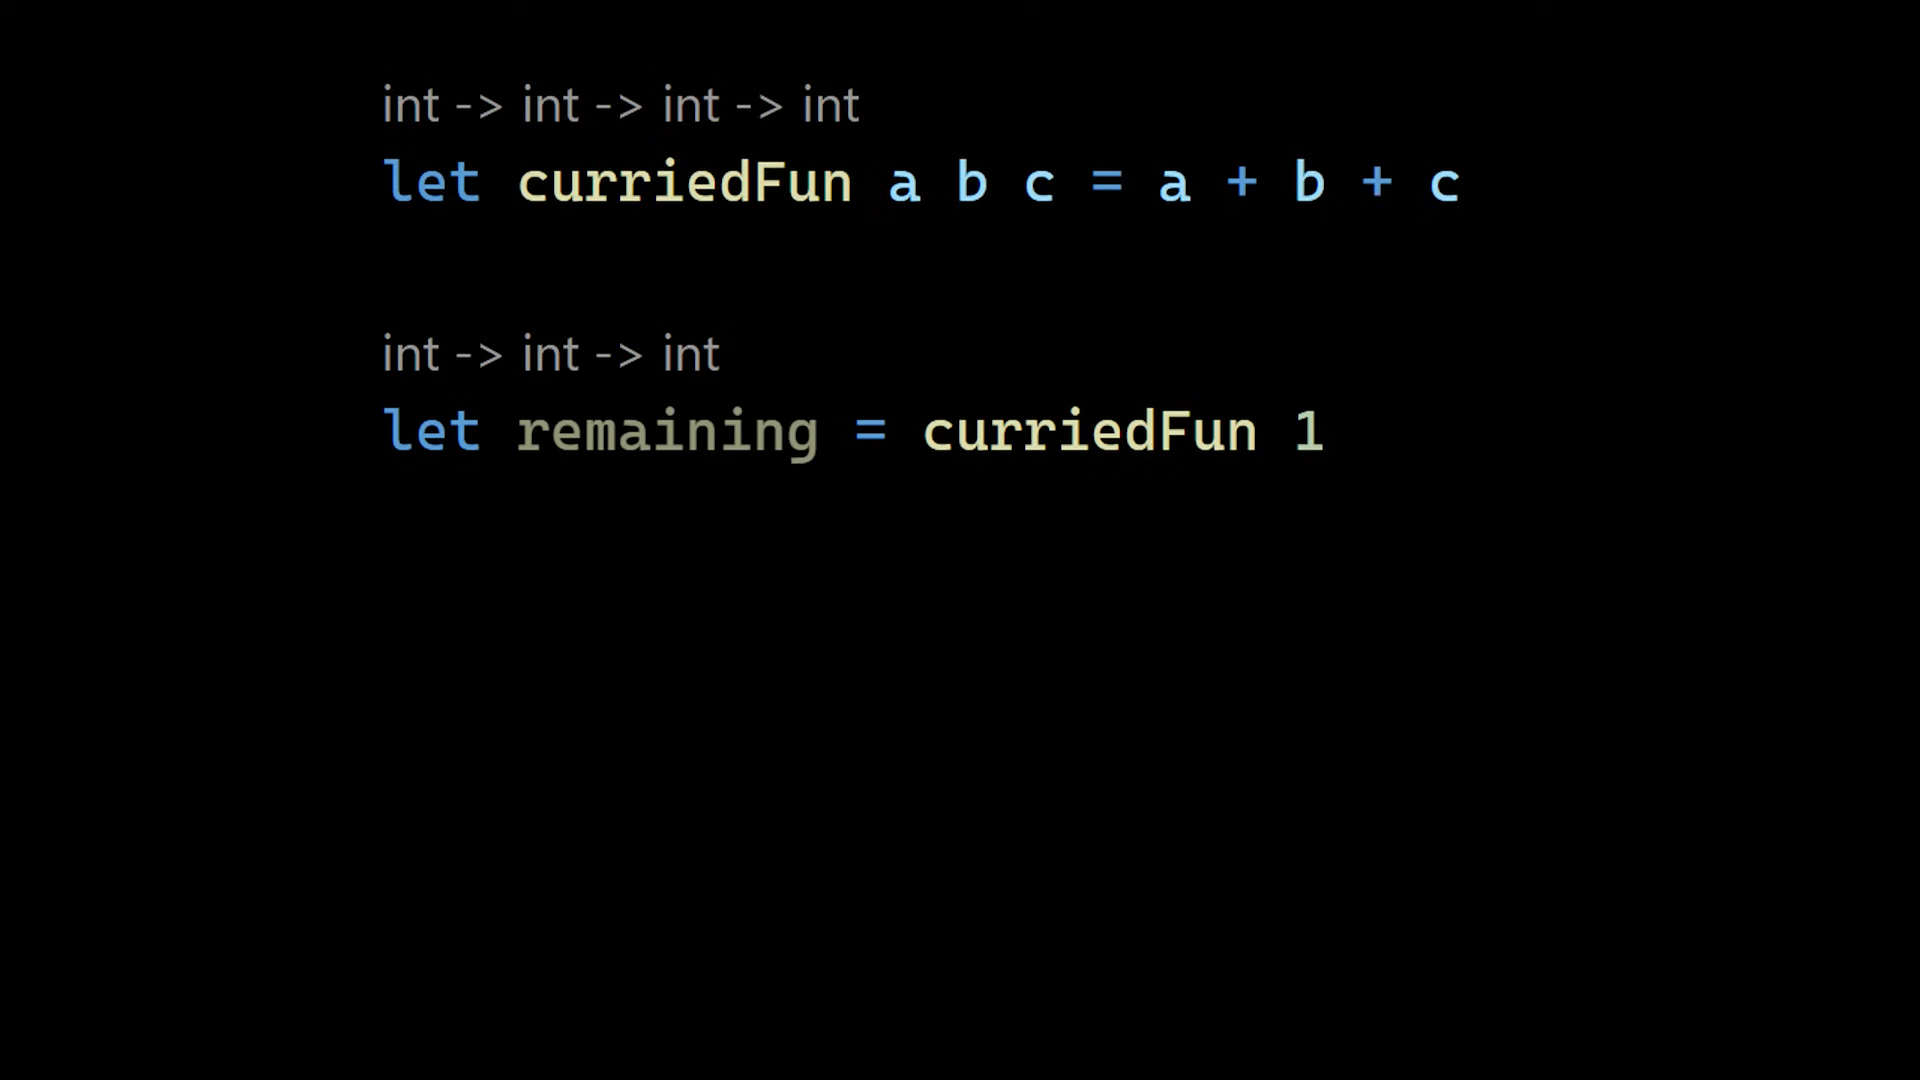 int -> int -> int -> int
let curriedFun a b c = a + b + c
int -> int -> int
let remaining = curriedFun 1